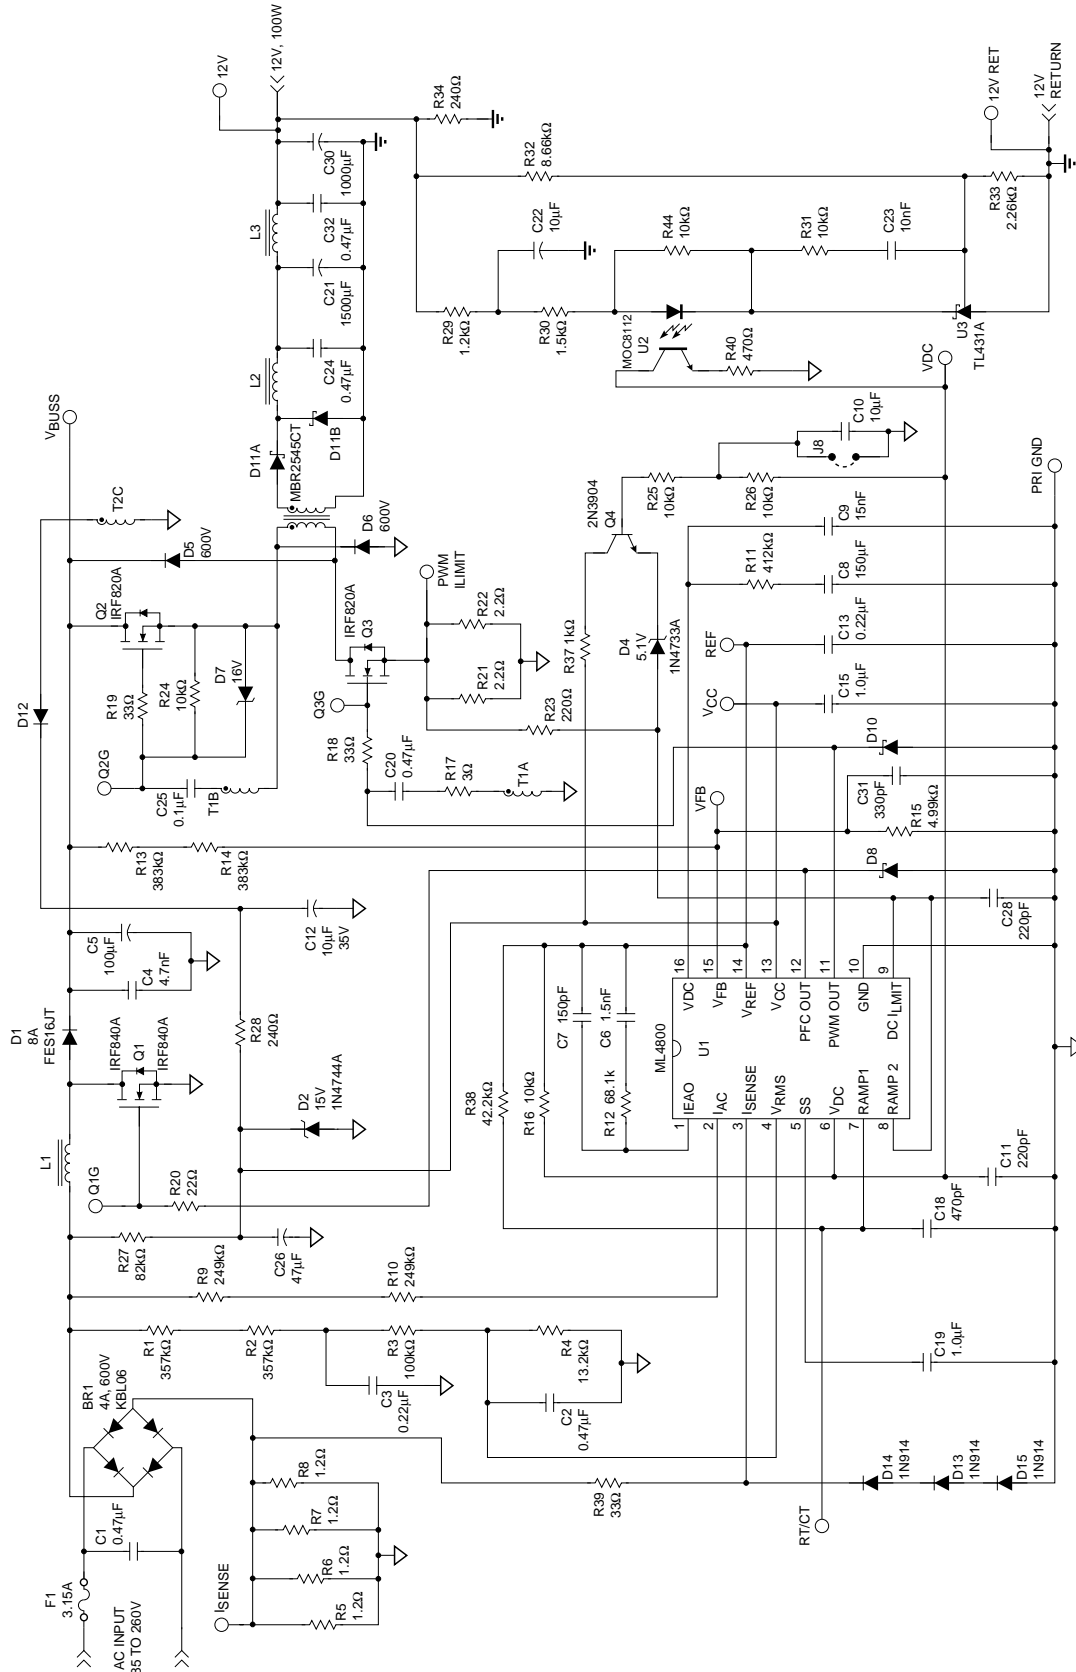 AC INPUT
85 TO 260V
F1
3.15A
C1
0.47µF
BR1
4A, 600V
KBL06
ISENSE
R5
1.2Ω
R6
1.2Ω
R7
1.2Ω
R8
1.2Ω
R1
357kΩ
R2
357kΩ
R3
100kΩ
R4
13.2kΩ
C3
0.22µF
C2
0.47µF
R9
249kΩ
R10
249kΩ
R27
82kΩ
C26
47µF
Q1G
R20
22Ω
L1
IRF840A
Q1
IRF840A
D1
8A
FES16JT
D2
15V
1N4744A
R28
240Ω
C4
4.7nF
C5
100µF
C12
10µF
35V
R13
383kΩ
R14
383kΩ
D12
Q2G
C25
0.1µF
T1B
R19
33Ω
R24
10kΩ
D7
16V
Q2
IRF820A
D5
600V
T2C
VBUSS
D6
600V
IRF820A
Q3
Q3G
R18
33Ω
C20
0.47µF
R17
3Ω
T1A
PWM
ILIMIT
R21
2.2Ω
R22
2.2Ω
R23
220Ω
D11A
MBR2545CT
D11B
L2
C24
0.47µF
C21
1500µF
L3
C32
0.47µF
C30
1000µF
12V
12V, 100W
R34
240Ω
R32
8.66kΩ
R29
1.2kΩ
C22
10µF
R30
1.5kΩ
R44
10kΩ
R31
10kΩ
C23
10nF
R33
2.26kΩ
12V RET
12V
RETURN
MOC8112
U2
R40
470Ω
U3
TL431A
VDC
2N3904
Q4
R37 1kΩ
D4
5.1V
1N4733A
R25
10kΩ
R26
10kΩ
J8
C10
10µF
PRI GND
R11
412kΩ
C9
15nF
C8
150µF
C13
0.22µF
C15
1.0µF
REF
VCC
D10
C31
330pF
R15
4.99kΩ
VFB
D8
C28
220pF
R38
42.2kΩ
R16 10kΩ
C7 150pF
R12 68.1k
C6 1.5nF
ML4800
U1
1 IEAO
2 IAC
3 ISENSE
4 VRMS
5 SS
6 VDC
7 RAMP1
8 RAMP 2
16 VDC
15 VFB
14 VREF
13 VCC
12 PFC OUT
11 PWM OUT
10 GND
9 DC ILMIT
C11
220pF
C18
470pF
C19
1.0µF
R39
33Ω
RT/CT
D14
1N914
D13
1N914
D15
1N914